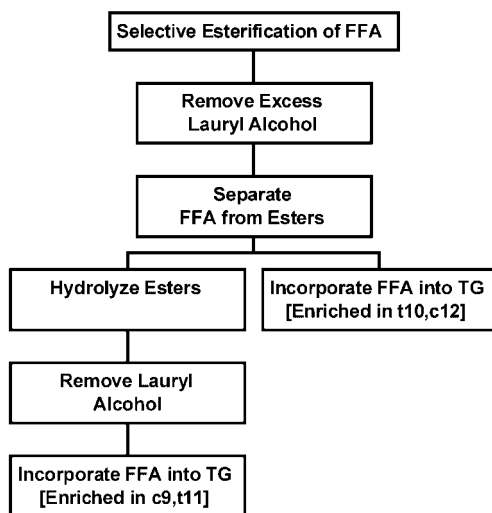 Selective Esterification of FFA
Remove Excess
Lauryl Alcohol
Separate
FFA from Esters
Hydrolyze Esters
Incorporate FFA into TG
[Enriched in t10,c12]
Remove Lauryl
Alcohol
Incorporate FFA into TG
[Enriched in c9,t11]